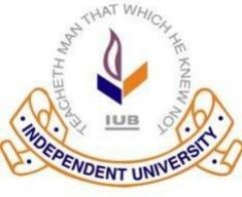 TEACHETH MAN THAT WHICH HE KNEW NOT
IUB
INDEPENDENT UNIVERSITY